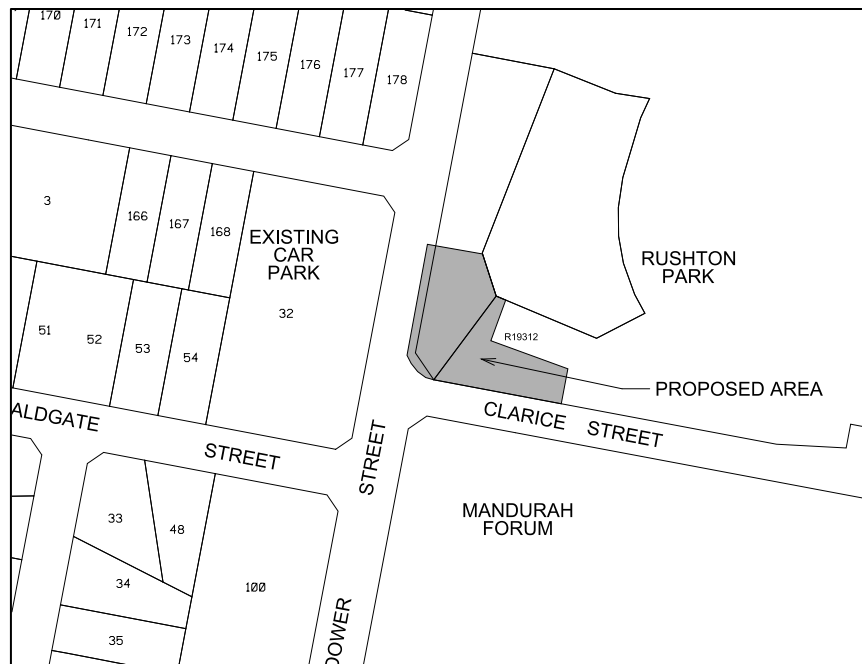 170
171
172
173
174
175
176
177
178
3
166
167
168
EXISTING
CAR
PARK
32
RUSHTON
PARK
R19312
51
52
53
54
PROPOSED AREA
ALDGATE STREET
CLARICE STREET
STREET
DOWER
MANDURAH
FORUM
33
48
34
100
35